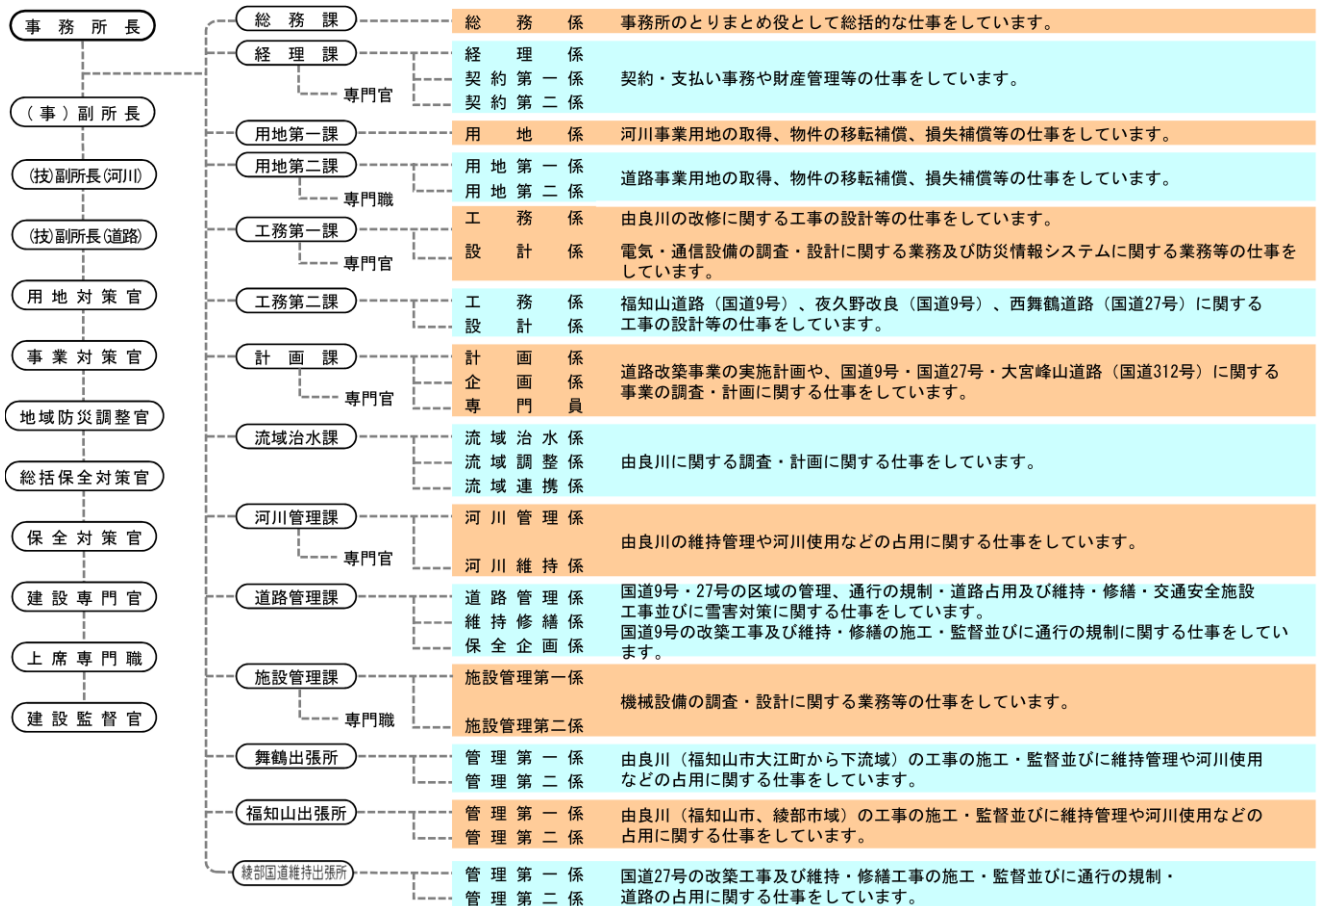 事務所長
(事)副所長
(技)副所長(河川)
(技)副所長(道路)
用地対策官
事業対策官
地域防災調整官
総括保全対策官
保全対策官
建設専門官
上席専門職
建設監督官
総務課
総務係
事務所のとりまとめ役として総括的な仕事をしています。
経理課
専門官
経理係
契約第一係
契約第二係
契約・支払い事務や財産管理等の仕事をしています。
用地第一課
用地係
河川事業用地の取得、物件の移転補償、損失補償等の仕事をしています。
用地第二課
専門職
用地第一係
用地第二係
道路事業用地の取得、物件の移転補償、損失補償等の仕事をしています。
工務第一課
専門官
工務係
由良川の改修に関する工事の設計等の仕事をしています。
設計係
電気・通信設備の調査・設計に関する業務及び防災情報システムに関する業務等の仕事を
しています。
工務第二課
工務係
設計係
福知山道路（国道9号）、夜久野改良（国道9号）、西舞鶴道路（国道27号）に関する
工事の設計等の仕事をしています。
計画課
専門官
計画係
企画係
専門員
道路改築事業の実施計画や、国道9号・国道27号・大宮峰山道路（国道312号）に関する
事業の調査・計画に関する仕事をしています。
流域治水課
流域治水係
流域調整係
流域連携係
由良川に関する調査・計画に関する仕事をしています。
河川管理課
専門官
河川管理係
河川維持係
由良川の維持管理や河川使用などの占用に関する仕事をしています。
道路管理課
道路管理係
維持修繕係
保全企画係
国道9号・27号の区域の管理、通行の規制・道路占用及び維持・修繕・交通安全施設
工事並びに雪害対策に関する仕事をしています。
国道9号の改築工事及び維持・修繕の施工・監督並びに通行の規制に関する仕事をしてい
ます。
施設管理課
専門職
施設管理第一係
施設管理第二係
機械設備の調査・設計に関する業務等の仕事をしています。
舞鶴出張所
管理第一係
管理第二係
由良川（福知山市大江町から下流域）の工事の施工・監督並びに維持管理や河川使用
などの占用に関する仕事をしています。
福知山出張所
管理第一係
管理第二係
由良川（福知山市、綾部市域）の工事の施工・監督並びに維持管理や河川使用などの
占用に関する仕事をしています。
綾部国道維持出張所
管理第一係
管理第二係
国道27号の改築工事及び維持・修繕工事の施工・監督並びに通行の規制・
道路の占用に関する仕事をしています。